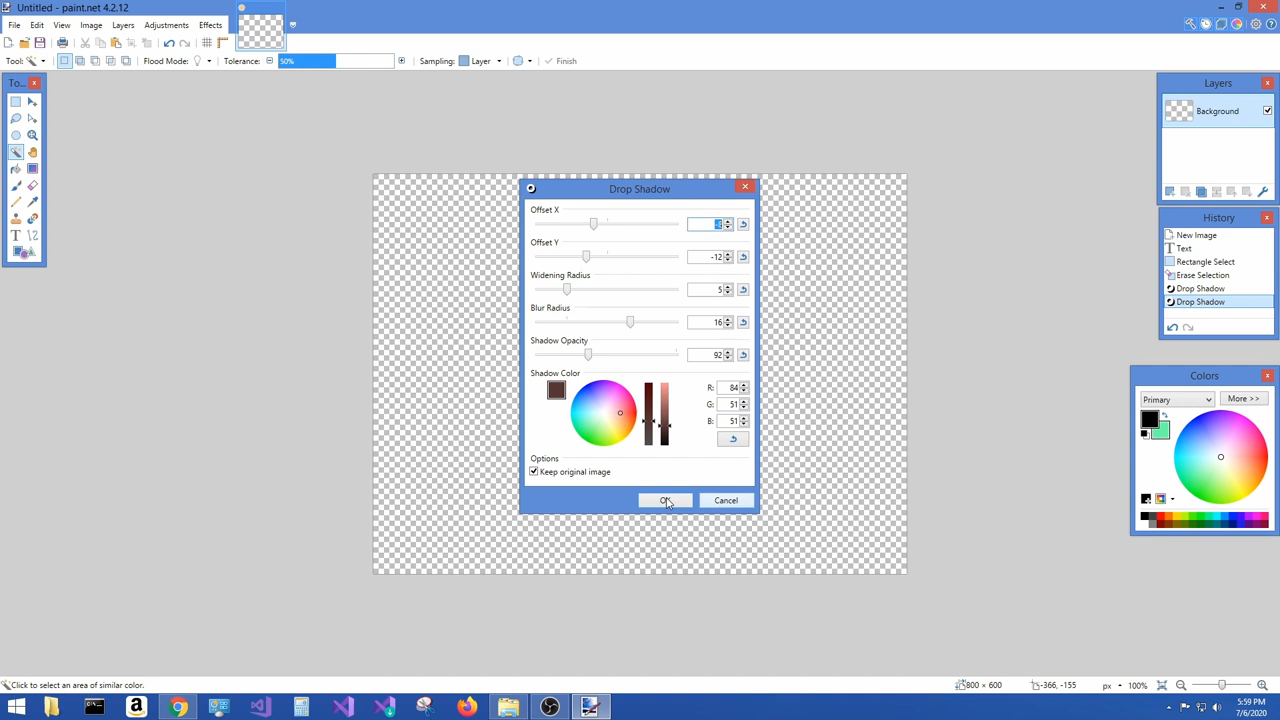 Untitled - paint.net 4.2.12
File Edit View Image Layers Adjustments Effects
Tool: Flood Mode: Tolerance: 50% Sampling: Layer Finish
To...
Layers
Background
History
New Image
Text
Rectangle Select
Erase Selection
Drop Shadow
Drop Shadow
Colors
Primary More >>
Drop Shadow
Offset X
Offset Y
-12
Widening Radius
5
Blur Radius
16
Shadow Opacity
92
Shadow Color
R: 84
G: 51
B: 51
Options
Keep original image
OK Cancel
Click to select an area of similar color. 800 × 600 -366, -155 px 100%
5:59 PM
7/6/2020